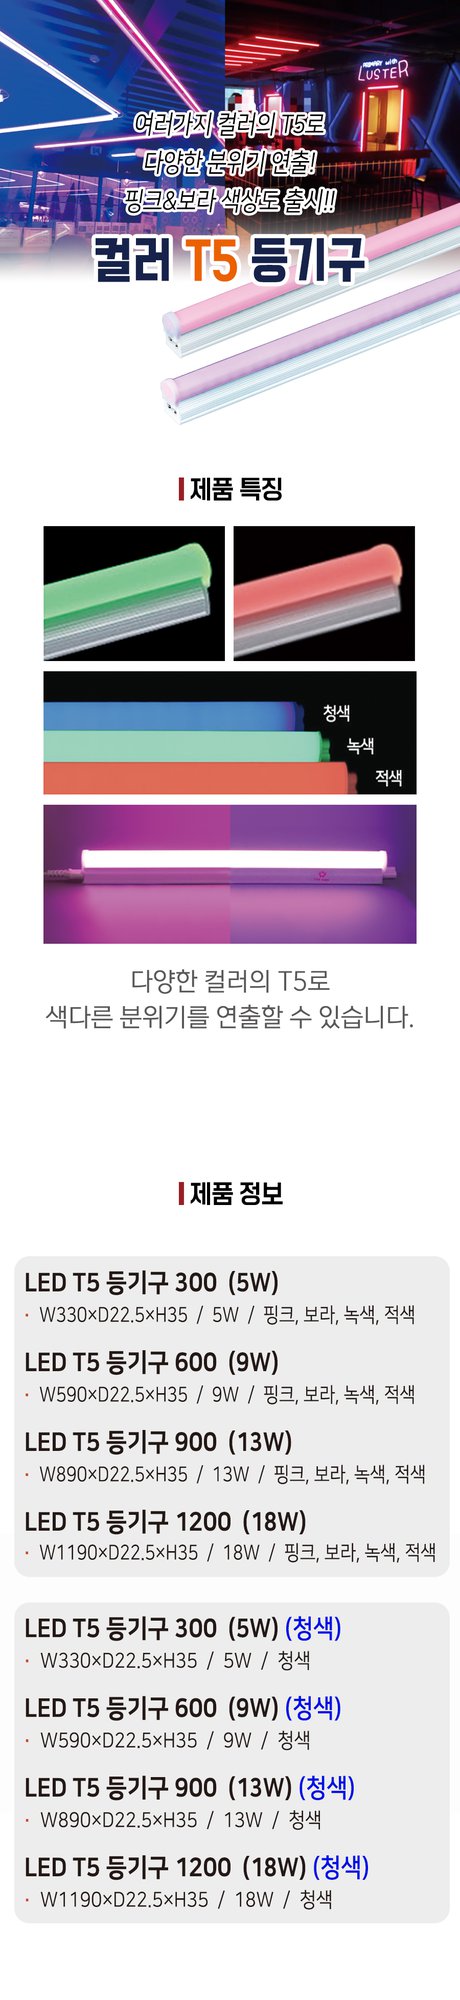 PRIMARY with
LUSTER
여러가지 컬러의 T5로
다양한 분위기 연출!
핑크&보라 색상도 출시!!
컬러 T5 등기구
제품 특징
청색
녹색
적색
다양한 컬러의 T5로
색다른 분위기를 연출할 수 있습니다.
제품 정보
LED T5 등기구 300 (5W)
· W330×D22.5×H35 / 5W / 핑크, 보라, 녹색, 적색
LED T5 등기구 600 (9W)
· W590×D22.5×H35 / 9W / 핑크, 보라, 녹색, 적색
LED T5 등기구 900 (13W)
· W890×D22.5×H35 / 13W / 핑크, 보라, 녹색, 적색
LED T5 등기구 1200 (18W)
· W1190×D22.5×H35 / 18W / 핑크, 보라, 녹색, 적색
LED T5 등기구 300 (5W) (청색)
· W330×D22.5×H35 / 5W / 청색
LED T5 등기구 600 (9W) (청색)
· W590×D22.5×H35 / 9W / 청색
LED T5 등기구 900 (13W) (청색)
· W890×D22.5×H35 / 13W / 청색
LED T5 등기구 1200 (18W) (청색)
· W1190×D22.5×H35 / 18W / 청색